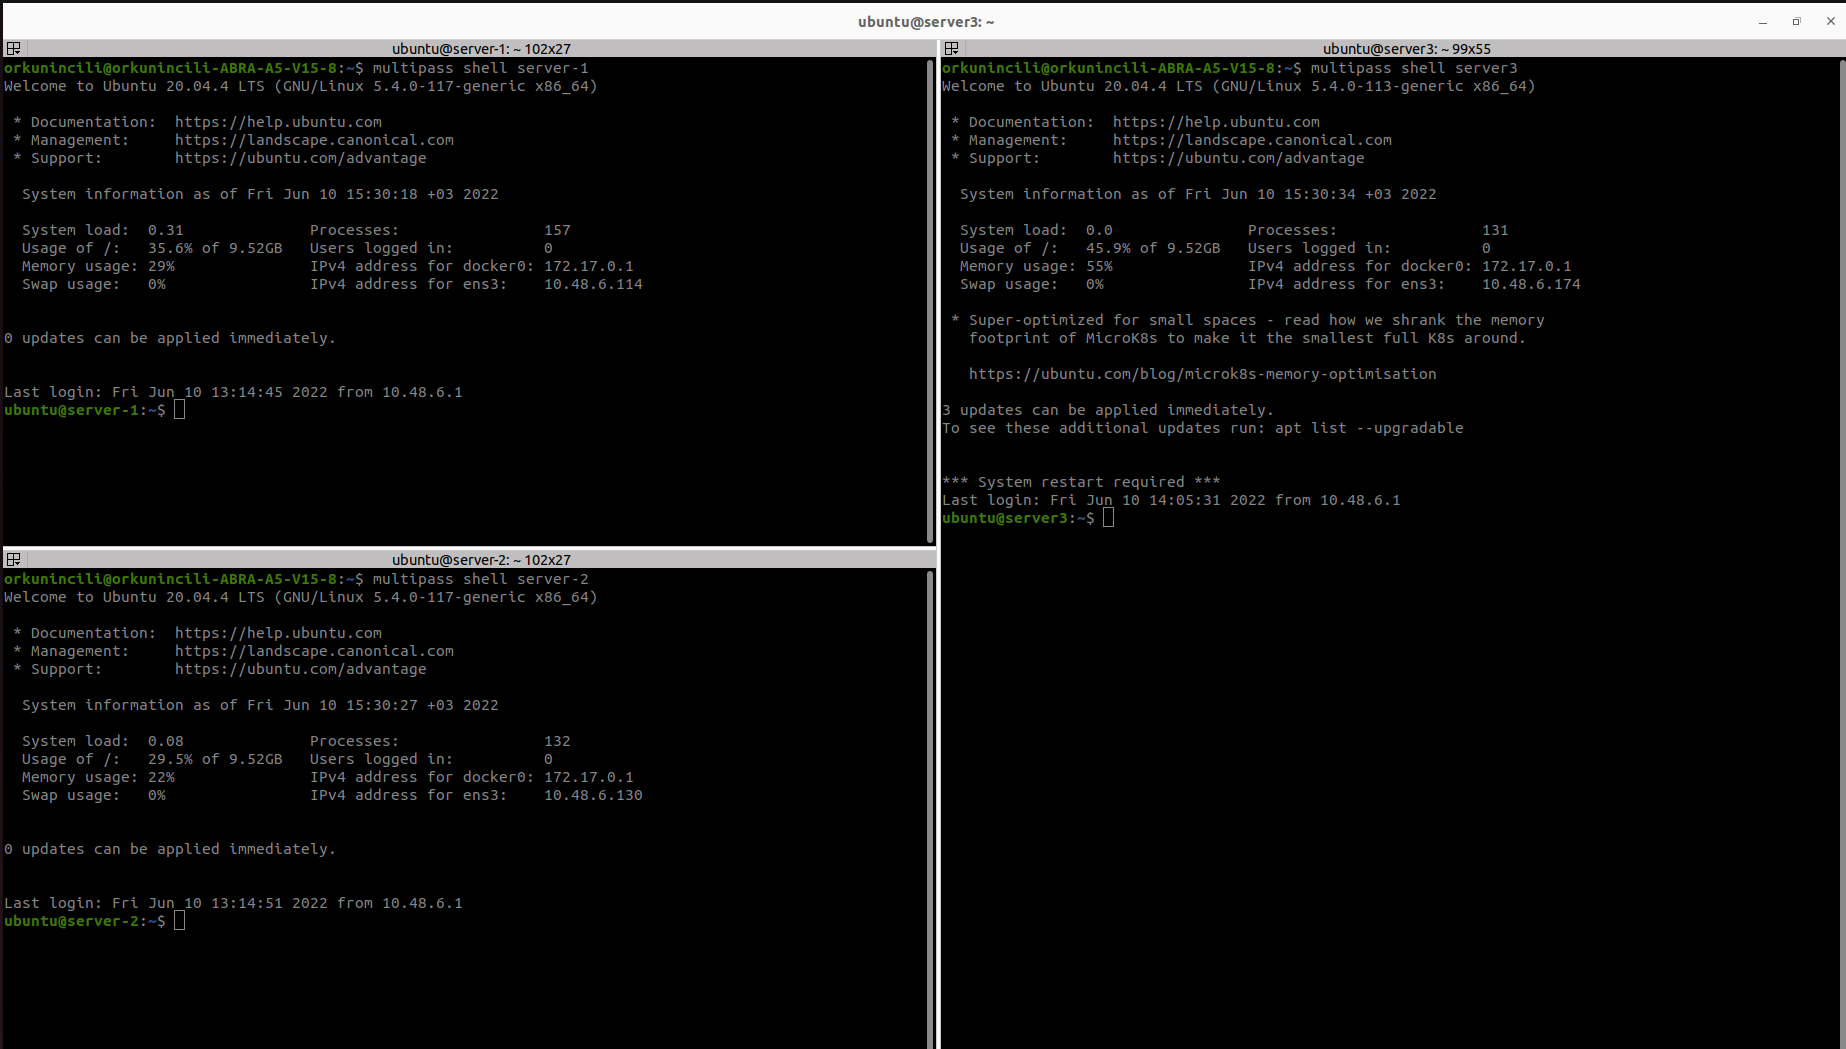 ubuntu@server3: ~
ubuntu@server-1: ~ 102x27
orkunincili@orkunincili-ABRA-A5-V15-8:~$ multipass shell server-1
Welcome to Ubuntu 20.04.4 LTS (GNU/Linux 5.4.0-117-generic x86_64)
* Documentation:  https://help.ubuntu.com
* Management:     https://landscape.canonical.com
* Support:        https://ubuntu.com/advantage
System information as of Fri Jun 10 15:30:18 +03 2022
System load:  0.31              Processes:                157
Usage of /:   35.6% of 9.52GB   Users logged in:          0
Memory usage: 29%               IPv4 address for docker0: 172.17.0.1
Swap usage:   0%                IPv4 address for ens3:    10.48.6.114
0 updates can be applied immediately.
Last login: Fri Jun 10 13:14:45 2022 from 10.48.6.1
ubuntu@server-1:~$
ubuntu@server-2: ~ 102x27
orkunincili@orkunincili-ABRA-A5-V15-8:~$ multipass shell server-2
Welcome to Ubuntu 20.04.4 LTS (GNU/Linux 5.4.0-117-generic x86_64)
* Documentation:  https://help.ubuntu.com
* Management:     https://landscape.canonical.com
* Support:        https://ubuntu.com/advantage
System information as of Fri Jun 10 15:30:27 +03 2022
System load:  0.08              Processes:                132
Usage of /:   29.5% of 9.52GB   Users logged in:          0
Memory usage: 22%               IPv4 address for docker0: 172.17.0.1
Swap usage:   0%                IPv4 address for ens3:    10.48.6.130
0 updates can be applied immediately.
Last login: Fri Jun 10 13:14:51 2022 from 10.48.6.1
ubuntu@server-2:~$
ubuntu@server3: ~ 99x55
orkunincili@orkunincili-ABRA-A5-V15-8:~$ multipass shell server3
Welcome to Ubuntu 20.04.4 LTS (GNU/Linux 5.4.0-113-generic x86_64)
* Documentation:  https://help.ubuntu.com
* Management:     https://landscape.canonical.com
* Support:        https://ubuntu.com/advantage
System information as of Fri Jun 10 15:30:34 +03 2022
System load:  0.0               Processes:                131
Usage of /:   45.9% of 9.52GB   Users logged in:          0
Memory usage: 55%               IPv4 address for docker0: 172.17.0.1
Swap usage:   0%                IPv4 address for ens3:    10.48.6.174
* Super-optimized for small spaces - read how we shrank the memory
footprint of MicroK8s to make it the smallest full K8s around.
https://ubuntu.com/blog/microk8s-memory-optimisation
3 updates can be applied immediately.
To see these additional updates run: apt list --upgradable
*** System restart required ***
Last login: Fri Jun 10 14:05:31 2022 from 10.48.6.1
ubuntu@server3:~$